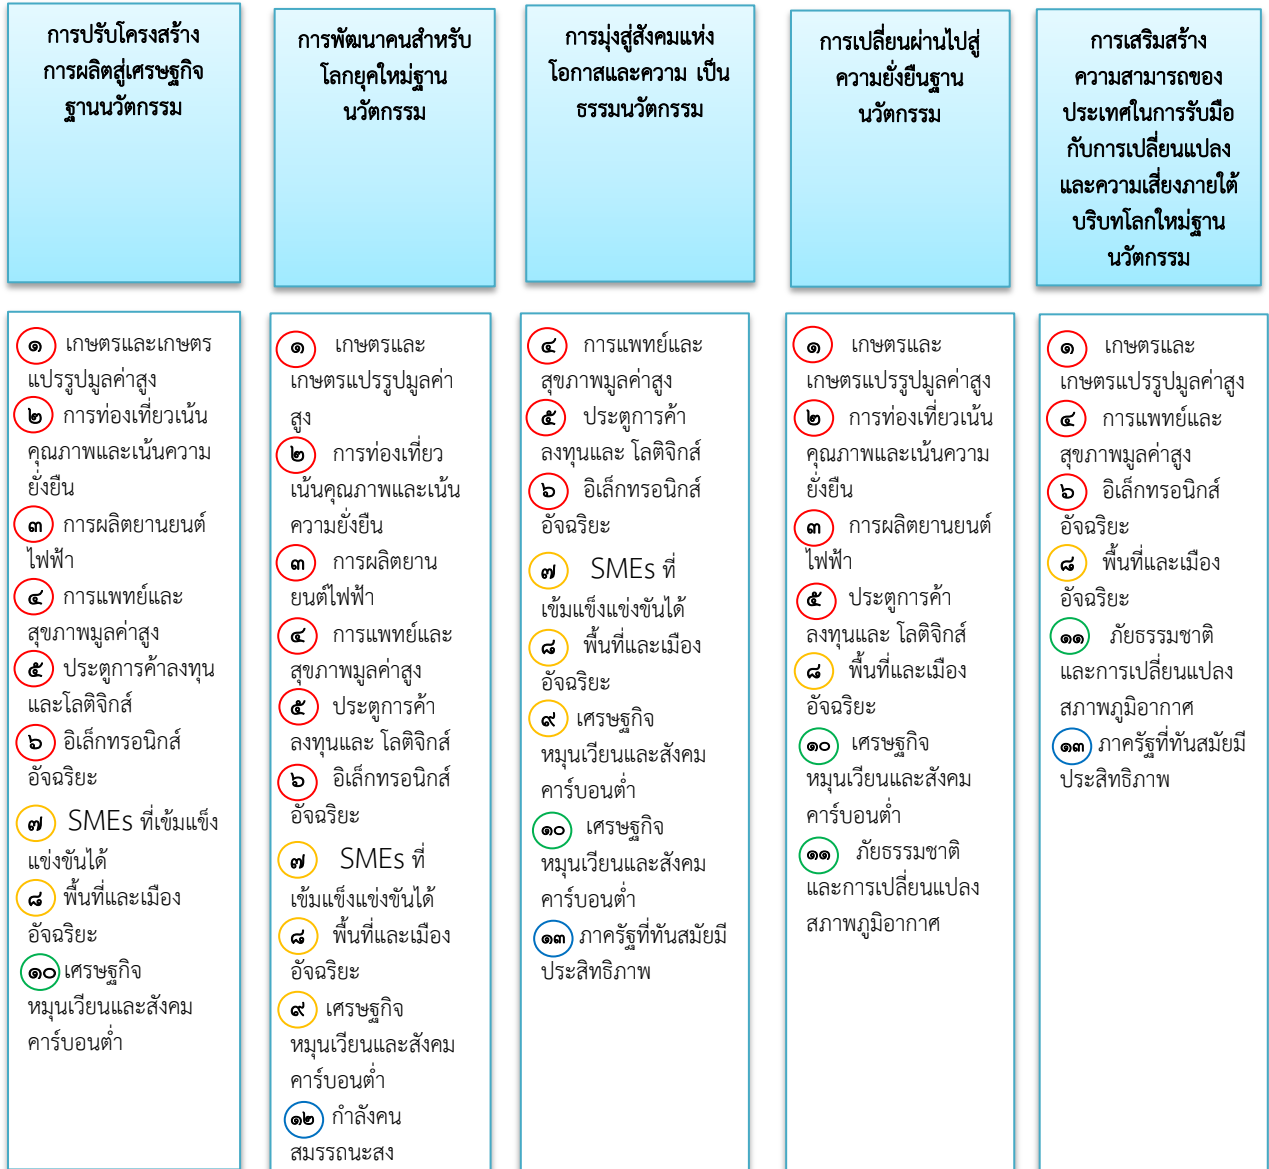 การปรับโครงสร้าง
การผลิตสู่เศรษฐกิจ
ฐานนวัตกรรม
การพัฒนาคนสำหรับ
โลกยุคใหม่ฐาน
นวัตกรรม
การมุ่งสู่สังคมแห่ง
โอกาสและความ เป็น
ธรรมนวัตกรรม
การเปลี่ยนผ่านไปสู่
ความยั่งยืนฐาน
นวัตกรรม
การเสริมสร้าง
ความสามารถของ
ประเทศในการรับมือ
กับการเปลี่ยนแปลง
และความเสี่ยงภายใต้
บริบทโลกใหม่ฐาน
นวัตกรรม
๑ เกษตรและเกษตร
แปรรูปมูลค่าสูง
๒ การท่องเที่ยวเน้น
คุณภาพและเน้นความ
ยั่งยืน
๓ การผลิตยานยนต์
ไฟฟ้า
๔ การแพทย์และ
สุขภาพมูลค่าสูง
๕ ประตูการค้าลงทุน
และโลติจิกส์
๖ อิเล็กทรอนิกส์
อัจฉริยะ
๗ SMEs ที่เข้มแข็ง
แข่งขันได้
๘ พื้นที่และเมือง
อัจฉริยะ
๑๐ เศรษฐกิจ
หมุนเวียนและสังคม
คาร์บอนต่ำ
๑ เกษตรและ
เกษตรแปรรูปมูลค่า
สูง
๒ การท่องเที่ยว
เน้นคุณภาพและเน้น
ความยั่งยืน
๓ การผลิตยาน
ยนต์ไฟฟ้า
๔ การแพทย์และ
สุขภาพมูลค่าสูง
๕ ประตูการค้า
ลงทุนและ โลติจิกส์
๖ อิเล็กทรอนิกส์
อัจฉริยะ
๗ SMEs ที่
เข้มแข็งแข่งขันได้
๘ พื้นที่และเมือง
อัจฉริยะ
๙ เศรษฐกิจ
หมุนเวียนและสังคม
คาร์บอนต่ำ
๑๒ กำลังคน
สมรรถนะสูง
๔ การแพทย์และ
สุขภาพมูลค่าสูง
๕ ประตูการค้า
ลงทุนและ โลติจิกส์
๖ อิเล็กทรอนิกส์
อัจฉริยะ
๗ SMEs ที่
เข้มแข็งแข่งขันได้
๘ พื้นที่และเมือง
อัจฉริยะ
๙ เศรษฐกิจ
หมุนเวียนและสังคม
คาร์บอนต่ำ
๑๐ เศรษฐกิจ
หมุนเวียนและสังคม
คาร์บอนต่ำ
๑๓ ภาครัฐที่ทันสมัยมี
ประสิทธิภาพ
๑ เกษตรและ
เกษตรแปรรูปมูลค่าสูง
๒ การท่องเที่ยวเน้น
คุณภาพและเน้นความ
ยั่งยืน
๓ การผลิตยานยนต์
ไฟฟ้า
๕ ประตูการค้า
ลงทุนและ โลติจิกส์
๘ พื้นที่และเมือง
อัจฉริยะ
๑๐ เศรษฐกิจ
หมุนเวียนและสังคม
คาร์บอนต่ำ
๑๑ ภัยธรรมชาติ
และการเปลี่ยนแปลง
สภาพภูมิอากาศ
๑ เกษตรและ
เกษตรแปรรูปมูลค่าสูง
๔ การแพทย์และ
สุขภาพมูลค่าสูง
๖ อิเล็กทรอนิกส์
อัจฉริยะ
๘ พื้นที่และเมือง
อัจฉริยะ
๑๑ ภัยธรรมชาติ
และการเปลี่ยนแปลง
สภาพภูมิอากาศ
๑๓ ภาครัฐที่ทันสมัยมี
ประสิทธิภาพ